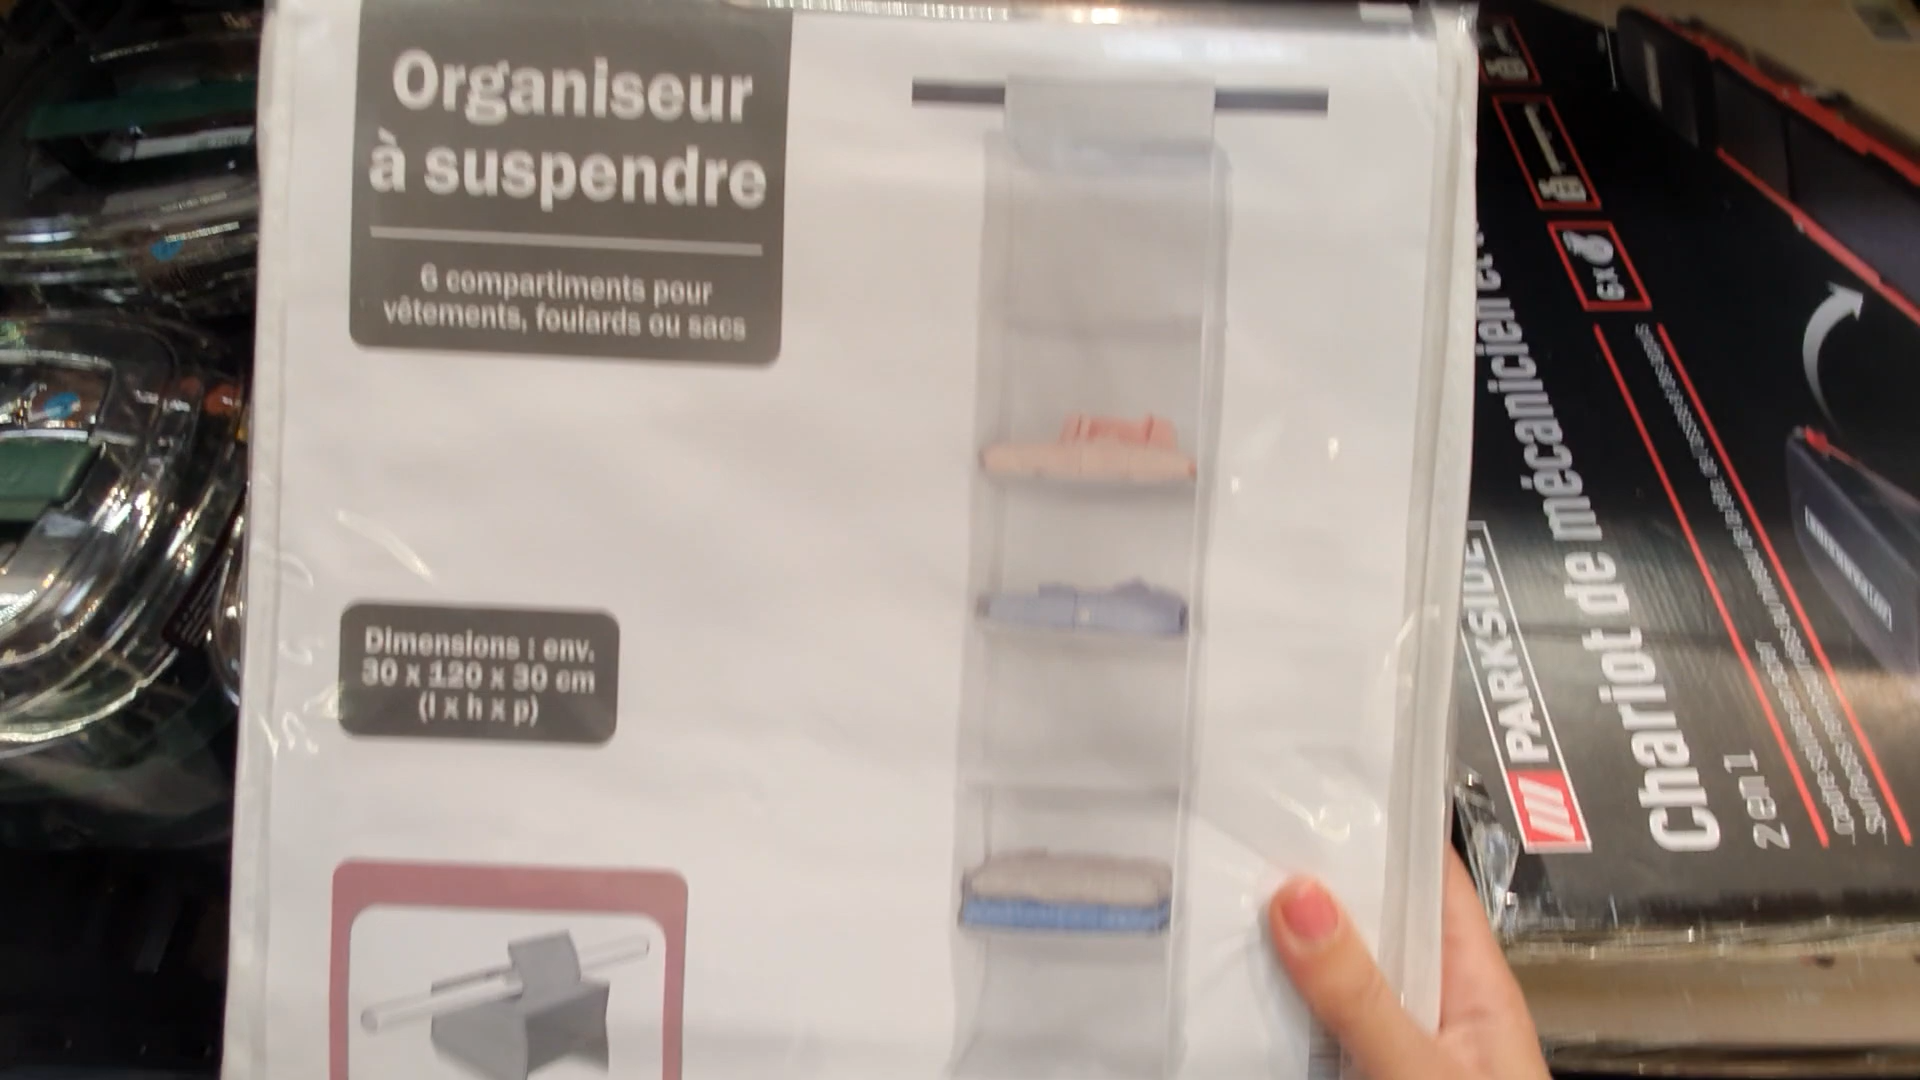 Organiseur
à suspendre
6 compartiments pour
vêtements, foulards ou sacs
Dimensions : env.
30 x 120 x 30 cm
(l x h x p)
PARKSIDE
Chariot de mécanicien et
2 en 1
6 x